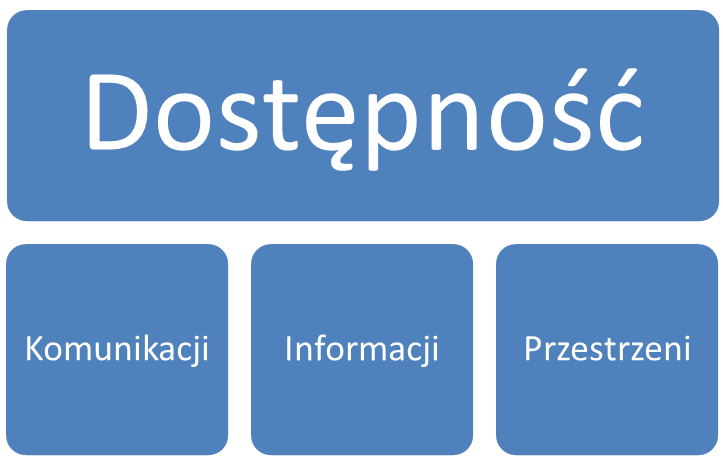 Dostępność
Komunikacji
Informacji
Przestrzeni